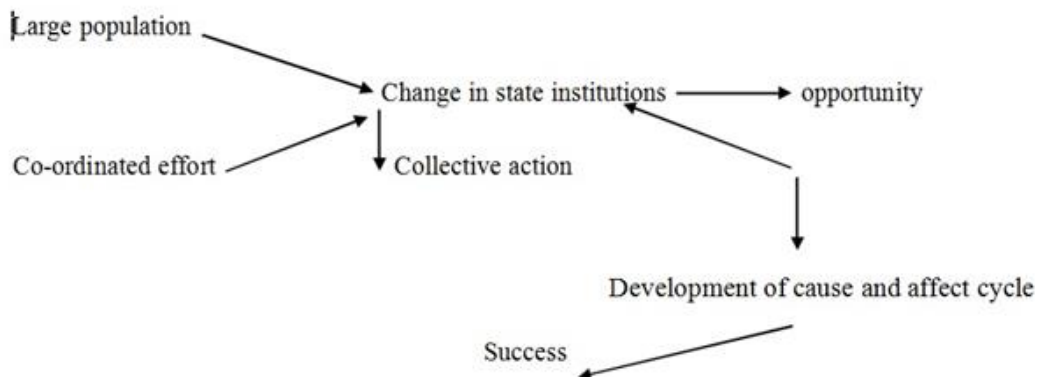 Large population
Change in state institutions
opportunity
Co-ordinated effort
Collective action
Development of cause and affect cycle
Success